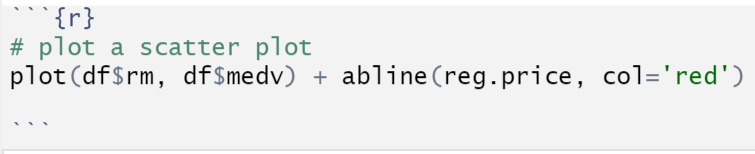 ```{r}
# plot a scatter plot
plot(df$rm, df$medv) + abline(reg.price, col='red')
```